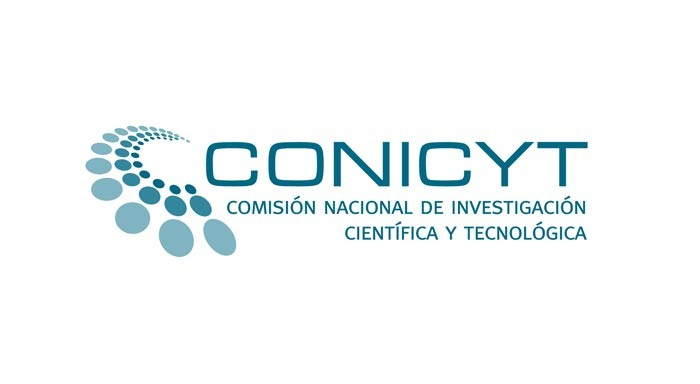 CONICYT
COMISIÓN NACIONAL DE INVESTIGACIÓN
CIENTÍFICA Y TECNOLÓGICA